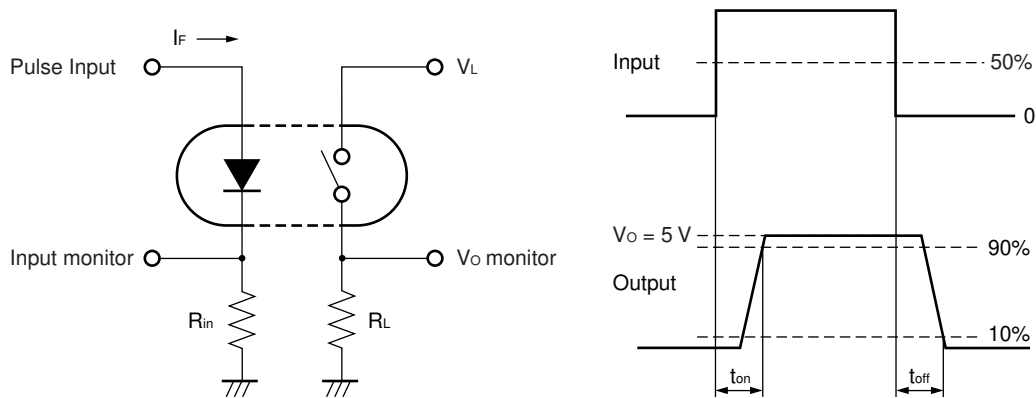 IF
Pulse Input
VL
Input monitor
VO monitor
Rin
RL
Input
50%
0
VO = 5 V
90%
Output
10%
ton
toff